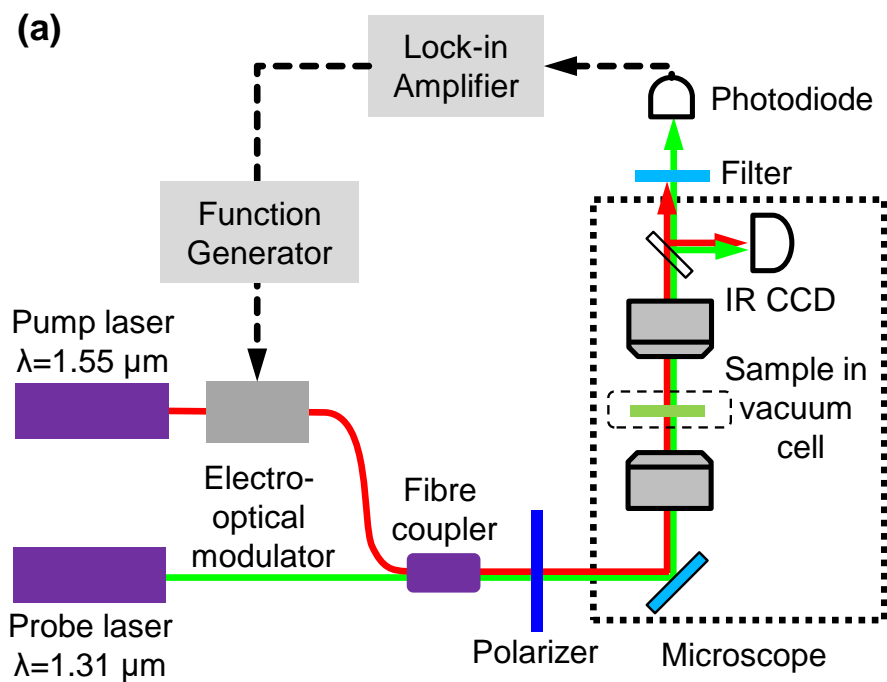 (a)
Lock-in
Amplifier
Photodiode
Filter
Function
Generator
IR CCD
Pump laser
λ=1.55 μm
Sample in
vacuum
cell
Electro-
optical
modulator
Fibre
coupler
Probe laser
λ=1.31 μm
Polarizer
Microscope